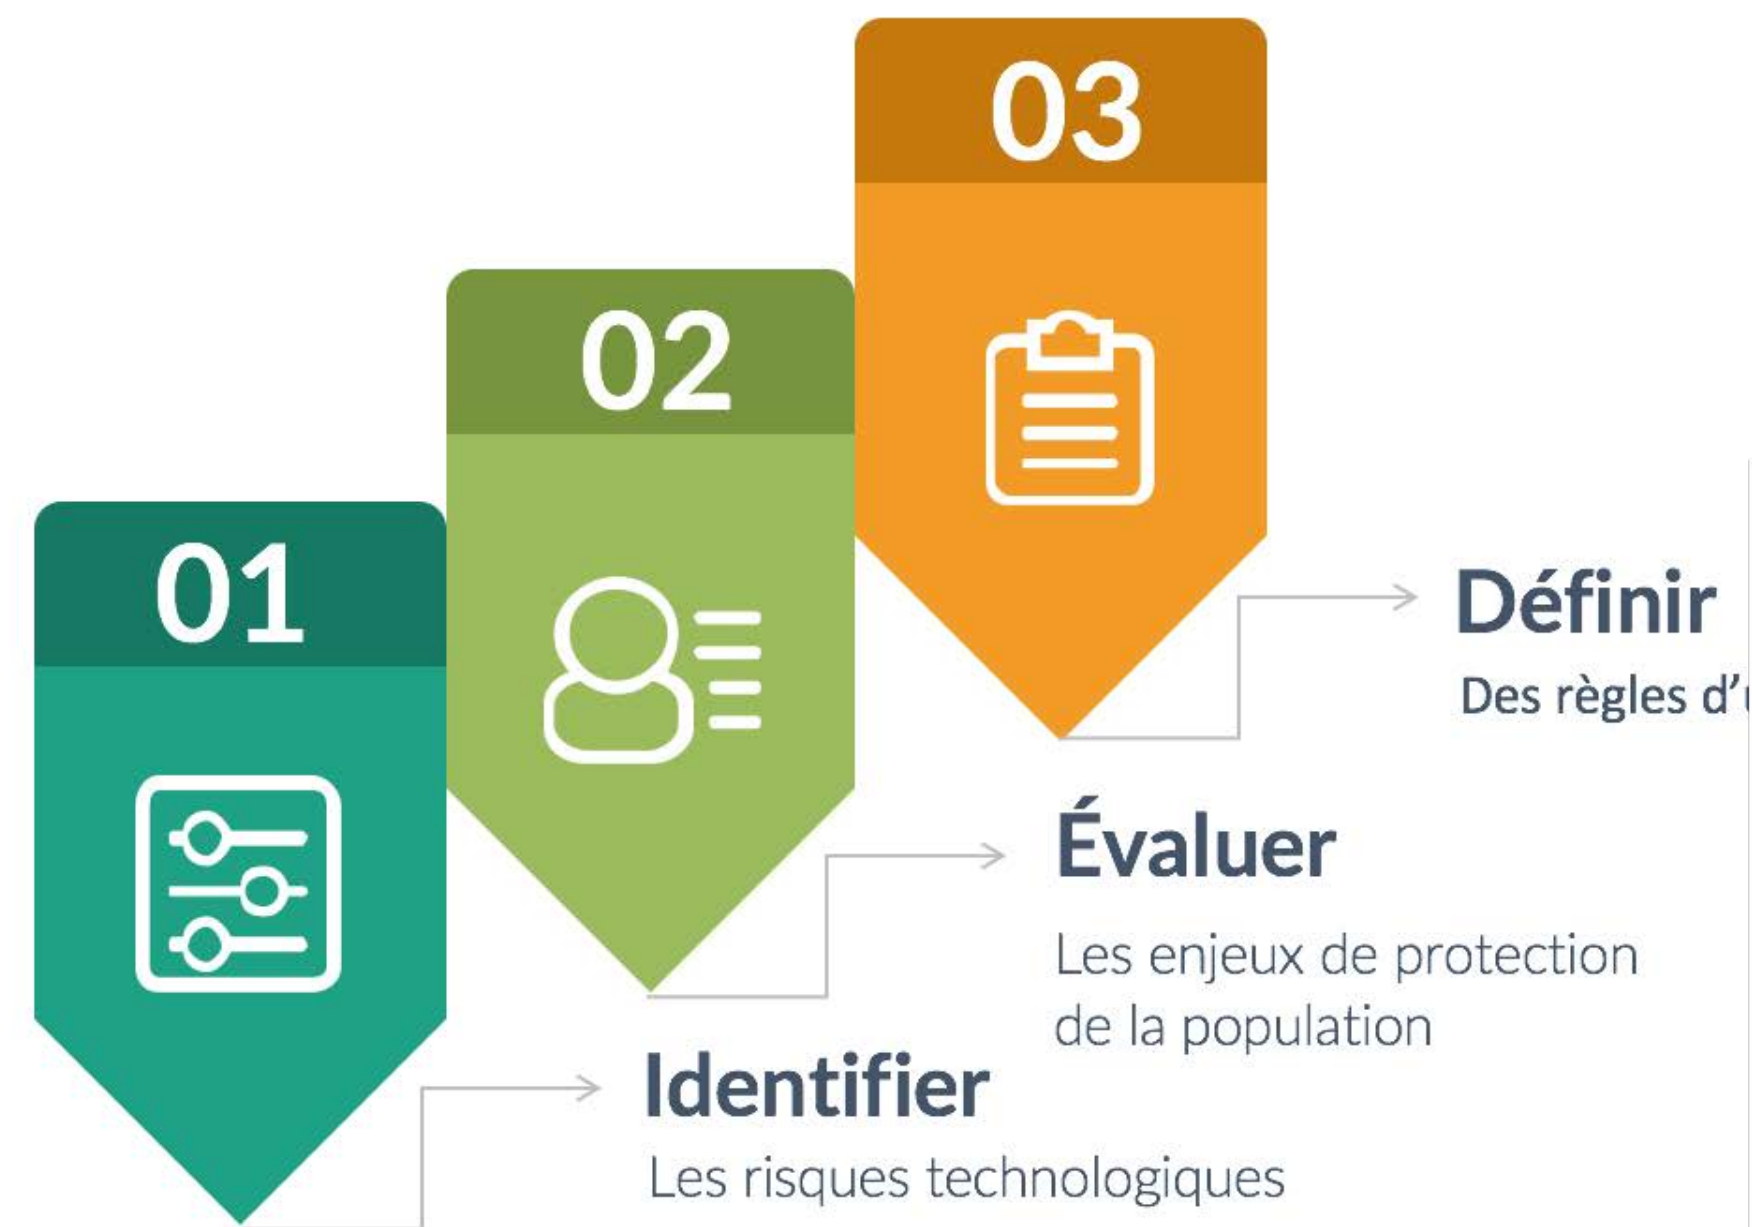 03
02
01
Définir
Des règles
Évaluer
Les enjeux de protection
de la population
Identifier
Les risques technologiques